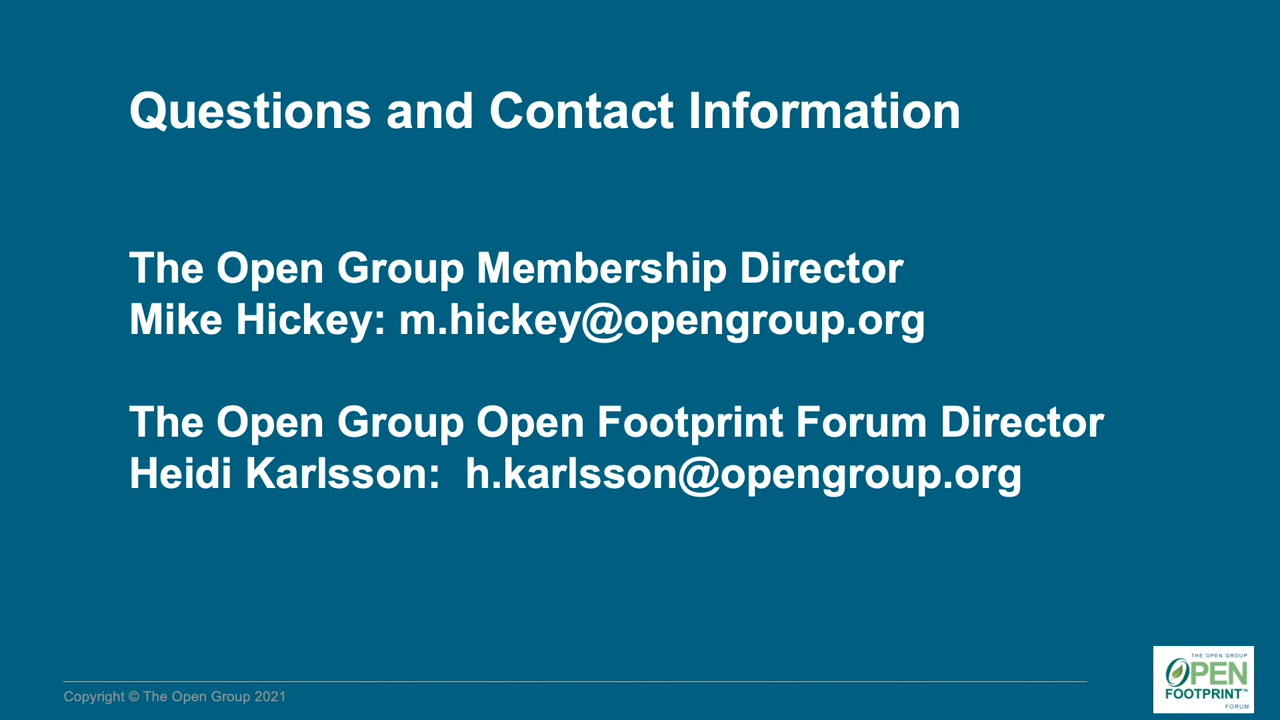 Questions and Contact Information
The Open Group Membership Director
Mike Hickey: m.hickey@opengroup.org
The Open Group Open Footprint Forum Director
Heidi Karlsson:  h.karlsson@opengroup.org
Copyright © The Open Group 2021
THE OPEN GROUP
OPEN
FOOTPRINT™
FORUM